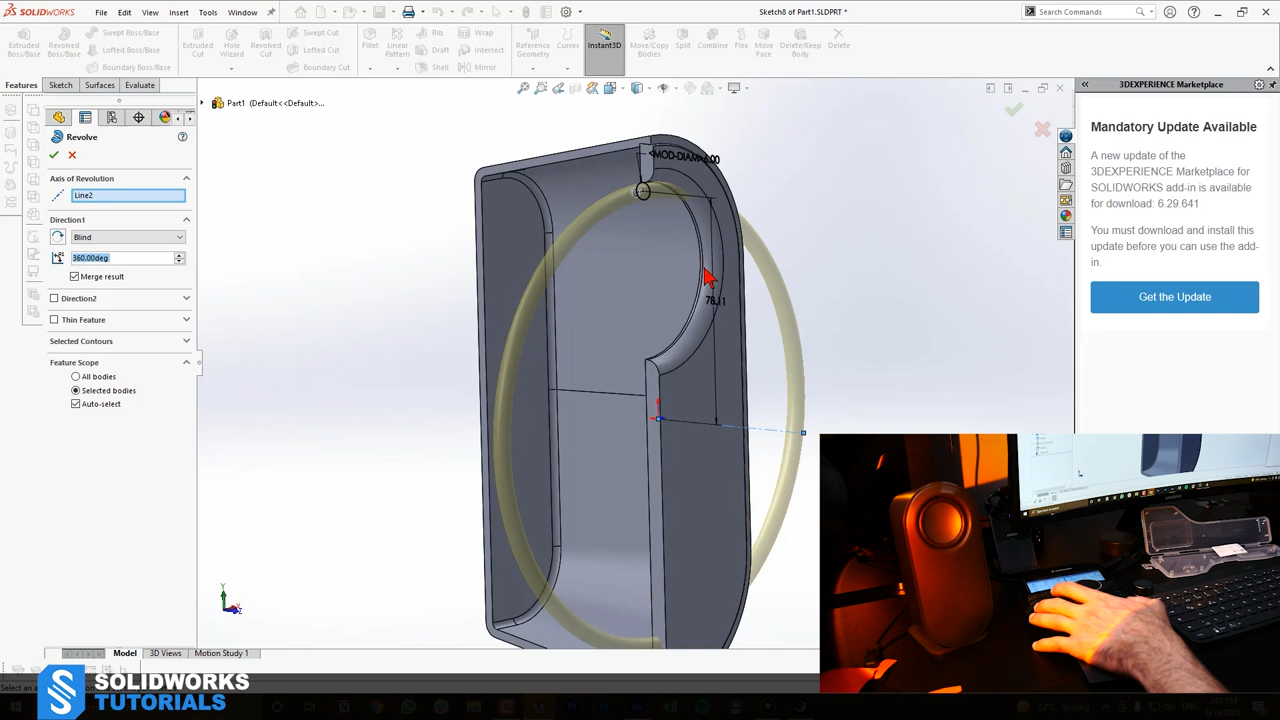 SOLIDWORKS
File Edit View Insert Tools Window
Sketch8 of Part1.SLDPRT *
Search Commands
Extruded Boss/Base
Revolved Boss/Base
Swept Boss/Base
Lofted Boss/Base
Boundary Boss/Base
Extruded Cut
Hole Wizard
Revolved Cut
Swept Cut
Lofted Cut
Boundary Cut
Fillet
Linear Pattern
Rib
Draft
Shell
Wrap
Intersect
Mirror
Reference Geometry
Curves
Instant3D
Move/Copy Bodies
Split
Combine
Flex
Move Face
Delete/Keep Body
Delete
Features Sketch Surfaces Evaluate
Part1 (Default<<Default>...
Revolve
Axis of Revolution
Line2
Direction1
Blind
360.00deg
Merge result
Direction2
Thin Feature
Selected Contours
Feature Scope
All bodies
Selected bodies
Auto-select
<MOD-DIAM>6.00
78.11
3DEXPERIENCE Marketplace
Mandatory Update Available
A new update of the
3DEXPERIENCE Marketplace for
SOLIDWORKS add-in is available
for download: 6.29.641
You must download and install this
update before you can use the add-
in.
Get the Update
Model 3D Views Motion Study 1
SOLIDWORKS
TUTORIALS